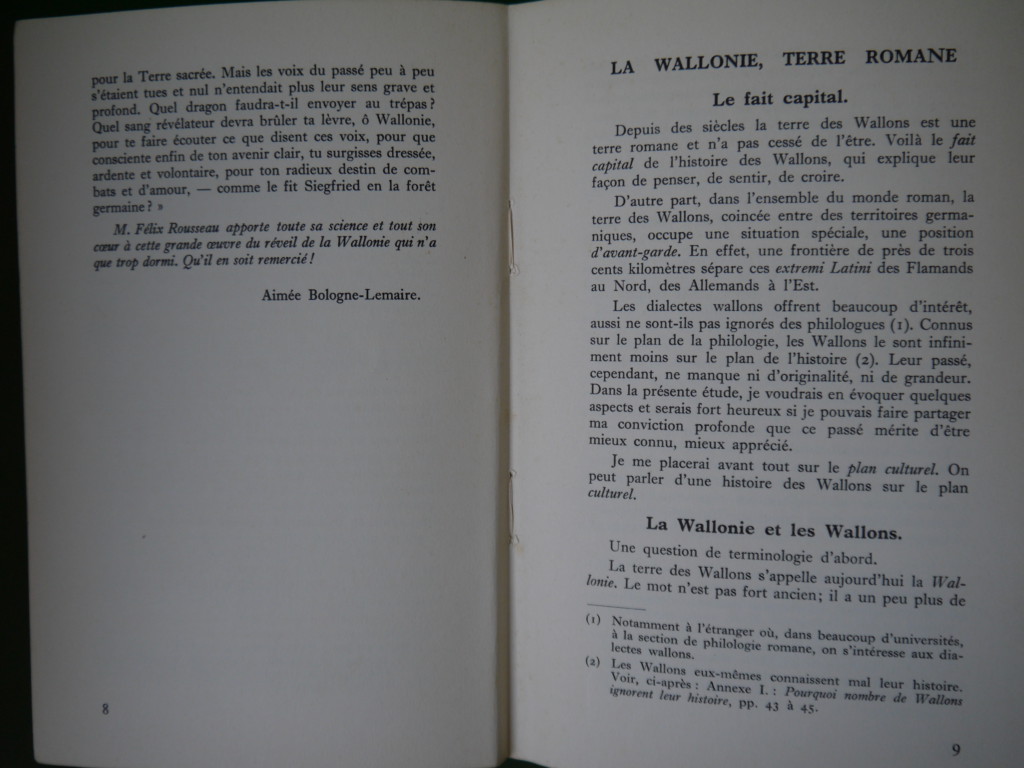 pour la Terre sacrée. Mais les voix du passé peu à peu
s'étaient tues et nul n'entendait plus leur sens grave et
profond. Quel dragon faudra-t-il envoyer au trépas?
Quel sang révélateur devra brûler ta lèvre, ô Wallonie,
pour te faire écouter ce que disent ces voix, pour que
consciente enfin de ton avenir clair, tu surgisses dressée,
ardente et volontaire, pour ton radieux destin de com-
bats et d'amour, — comme le fit Siegfried en la forêt
germaine? »
M. Félix Rousseau apporte toute sa science et tout son
cœur à cette grande œuvre du réveil de la Wallonie qui n'a
que trop dormi. Qu'il en soit remercié!
Aimée Bologne-Lemaire.
8
LA WALLONIE, TERRE ROMANE
Le fait capital.
Depuis des siècles la terre des Wallons est une
terre romane et n'a pas cessé de l'être. Voilà le fait
capital de l'histoire des Wallons, qui explique leur
façon de penser, de sentir, de croire.
D'autre part, dans l'ensemble du monde roman, la
terre des Wallons, coincée entre des territoires germa-
niques, occupe une situation spéciale, une position
d'avant-garde. En effet, une frontière de près de trois
cents kilomètres sépare ces extremi Latini des Flamands
au Nord, des Allemands à l'Est.
Les dialectes wallons offrent beaucoup d'intérêt,
aussi ne sont-ils pas ignorés des philologues (1). Connus
sur le plan de la philologie, les Wallons le sont infini-
ment moins sur le plan de l'histoire (2). Leur passé,
cependant, ne manque ni d'originalité, ni de grandeur.
Dans la présente étude, je voudrais en évoquer quelques
aspects et serais fort heureux si je pouvais faire partager
ma conviction profonde que ce passé mérite d'être
mieux connu, mieux apprécié.
Je me placerai avant tout sur le plan culturel. On
peut parler d'une histoire des Wallons sur le plan
culturel.
La Wallonie et les Wallons.
Une question de terminologie d'abord.
La terre des Wallons s'appelle aujourd'hui la Wal-
lonie. Le mot n'est pas fort ancien; il a un peu plus de
(1) Notamment à l'étranger où, dans beaucoup d'universités,
à la section de philologie romane, on s'intéresse aux dia-
lectes wallons.
(2) Les Wallons eux-mêmes connaissent mal leur histoire.
Voir, ci-après: Annexe I.: Pourquoi nombre de Wallons
ignorent leur histoire, pp. 43 à 45.
9